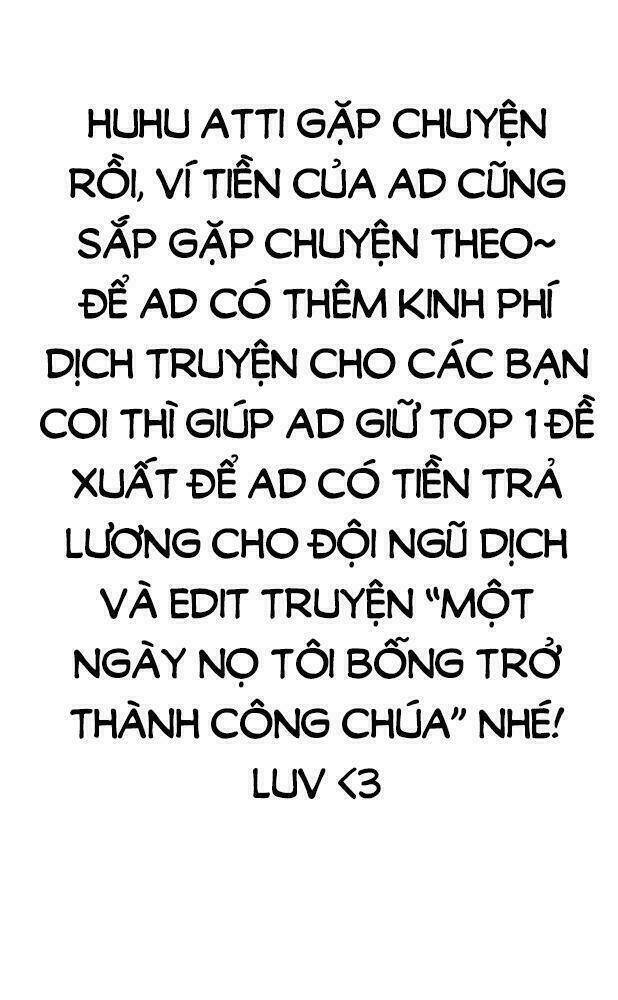 HUHU ATTI GẶP CHUYỆN
RỒI, VÍ TIỀN CỦA AD CŨNG
SẮP GẶP CHUYỆN THEO~
ĐỂ AD CÓ THÊM KINH PHÍ
DỊCH TRUYỆN CHO CÁC BẠN
COI THÌ GIÚP AD GIỮ TOP 1 ĐỀ
XUẤT ĐỂ AD CÓ TIỀN TRẢ
LƯƠNG CHO ĐỘI NGŨ DỊCH
VÀ EDIT TRUYỆN “MỘT
NGÀY NỌ TÔI BỖNG TRỞ
THÀNH CÔNG CHÚA” NHÉ!
LUV <3